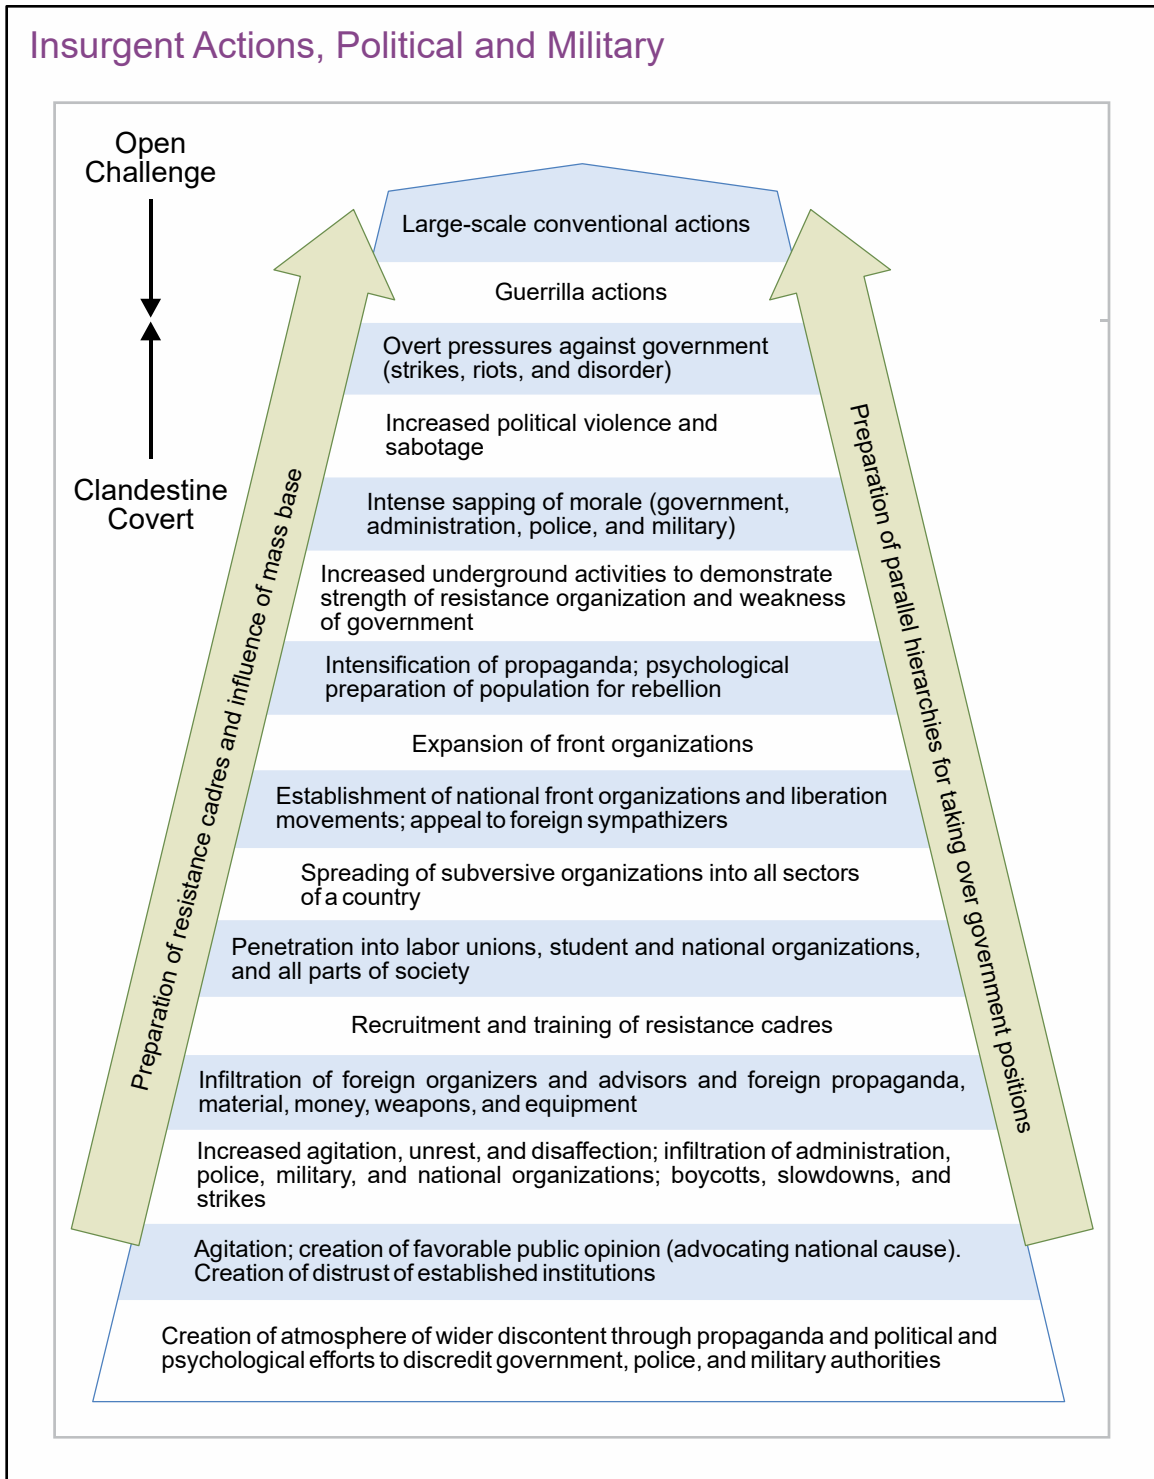 Insurgent Actions, Political and Military
Open
Challenge
Clandestine
Covert
Preparation of resistance cadres and influence of mass base
Large-scale conventional actions
Guerrilla actions
Overt pressures against government
(strikes, riots, and disorder)
Increased political violence and
sabotage
Intense sapping of morale (government,
administration, police, and military)
Increased underground activities to demonstrate
strength of resistance organization and weakness
of government
Intensification of propaganda; psychological
preparation of population for rebellion
Expansion of front organizations
Establishment of national front organizations and liberation
movements; appeal to foreign sympathizers
Spreading of subversive organizations into all sectors
of a country
Penetration into labor unions, student and national organizations,
and all parts of society
Recruitment and training of resistance cadres
Infiltration of foreign organizers and advisors and foreign propaganda,
material, money, weapons, and equipment
Increased agitation, unrest, and disaffection; infiltration of administration,
police, military, and national organizations; boycotts, slowdowns, and
strikes
Agitation; creation of favorable public opinion (advocating national cause).
Creation of distrust of established institutions
Creation of atmosphere of wider discontent through propaganda and political and
psychological efforts to discredit government, police, and military authorities
Preparation of parallel hierarchies for taking over government positions